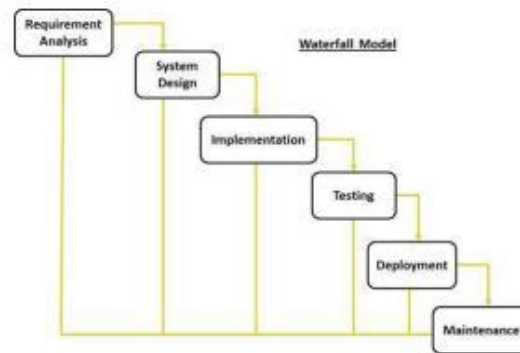 Requirement
Analysis
Waterfall Model
System
Design
Implementation
Testing
Deployment
Maintenance